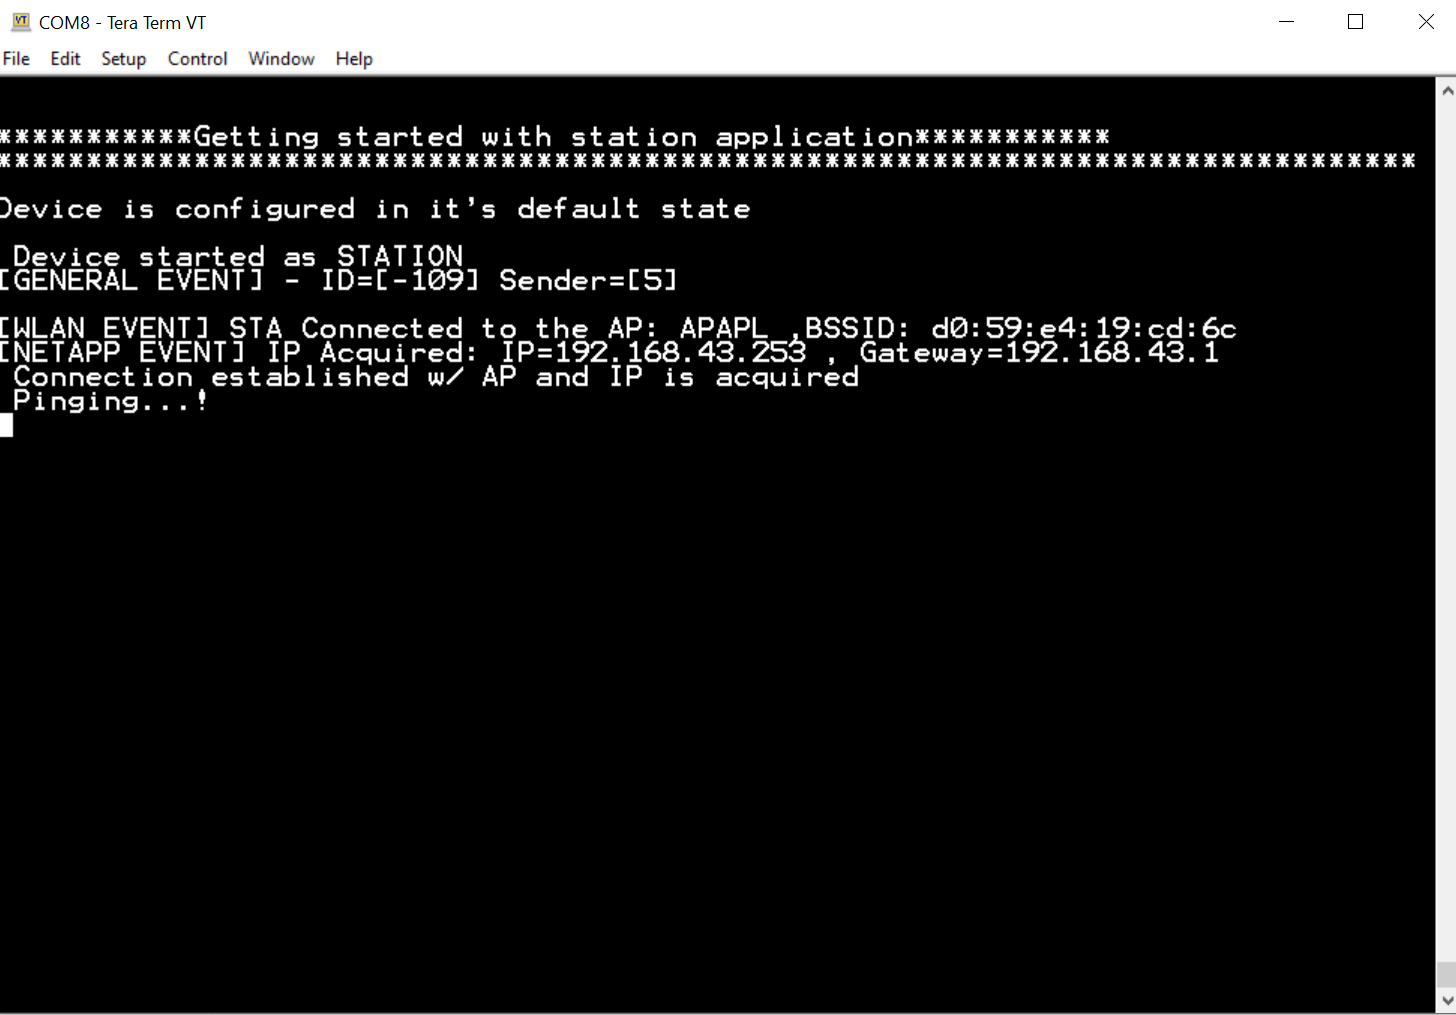 COM8 - Tera Term VT
File Edit Setup Control Window Help
***********Getting started with station application***********
*******************************************************************************
Device is configured in it's default state
Device started as STATION
[GENERAL EVENT] - ID=[-109] Sender=[5]
[WLAN EVENT] STA Connected to the AP: APAPL ,BSSID: d0:59:e4:19:cd:6c
[NETAPP EVENT] IP Acquired: IP=192.168.43.253 , Gateway=192.168.43.1
Connection established w/ AP and IP is acquired
Pinging...!